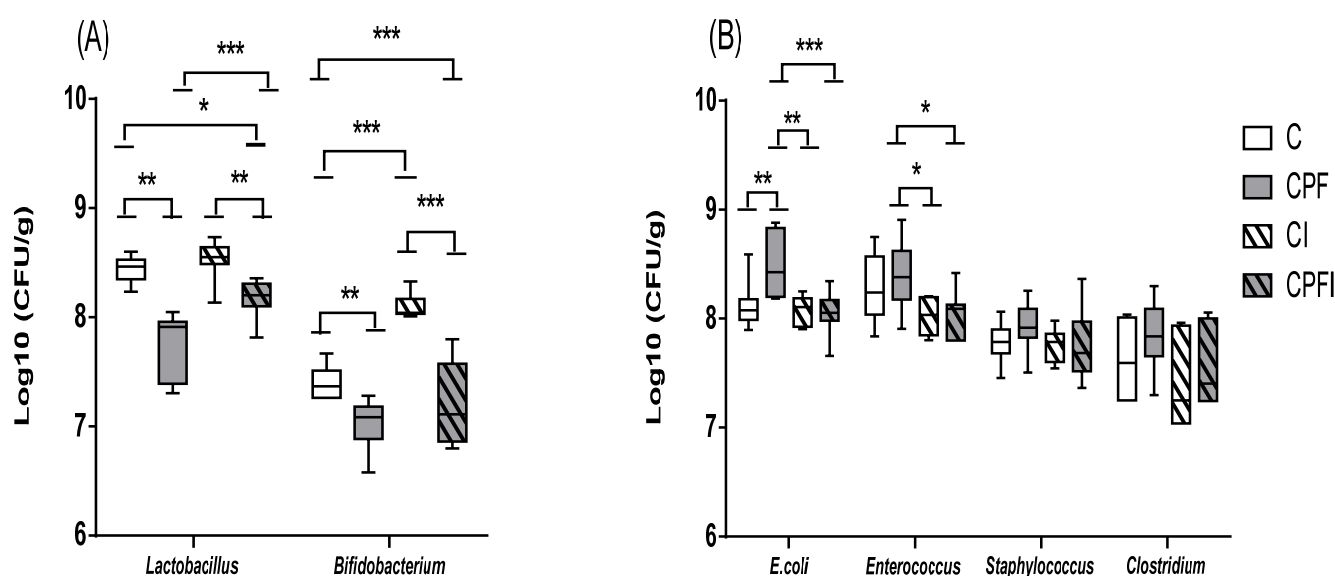 (A)
***
***
*
***
**
**
***
**
10
9
8
7
6
Log10 (CFU/g)
Lactobacillus
Bifidobacterium
(B)
***
**
*
**
*
10
9
8
7
6
Log10 (CFU/g)
E.coli
Enterococcus
Staphylococcus
Clostridium
C
CPF
CI
CPFI